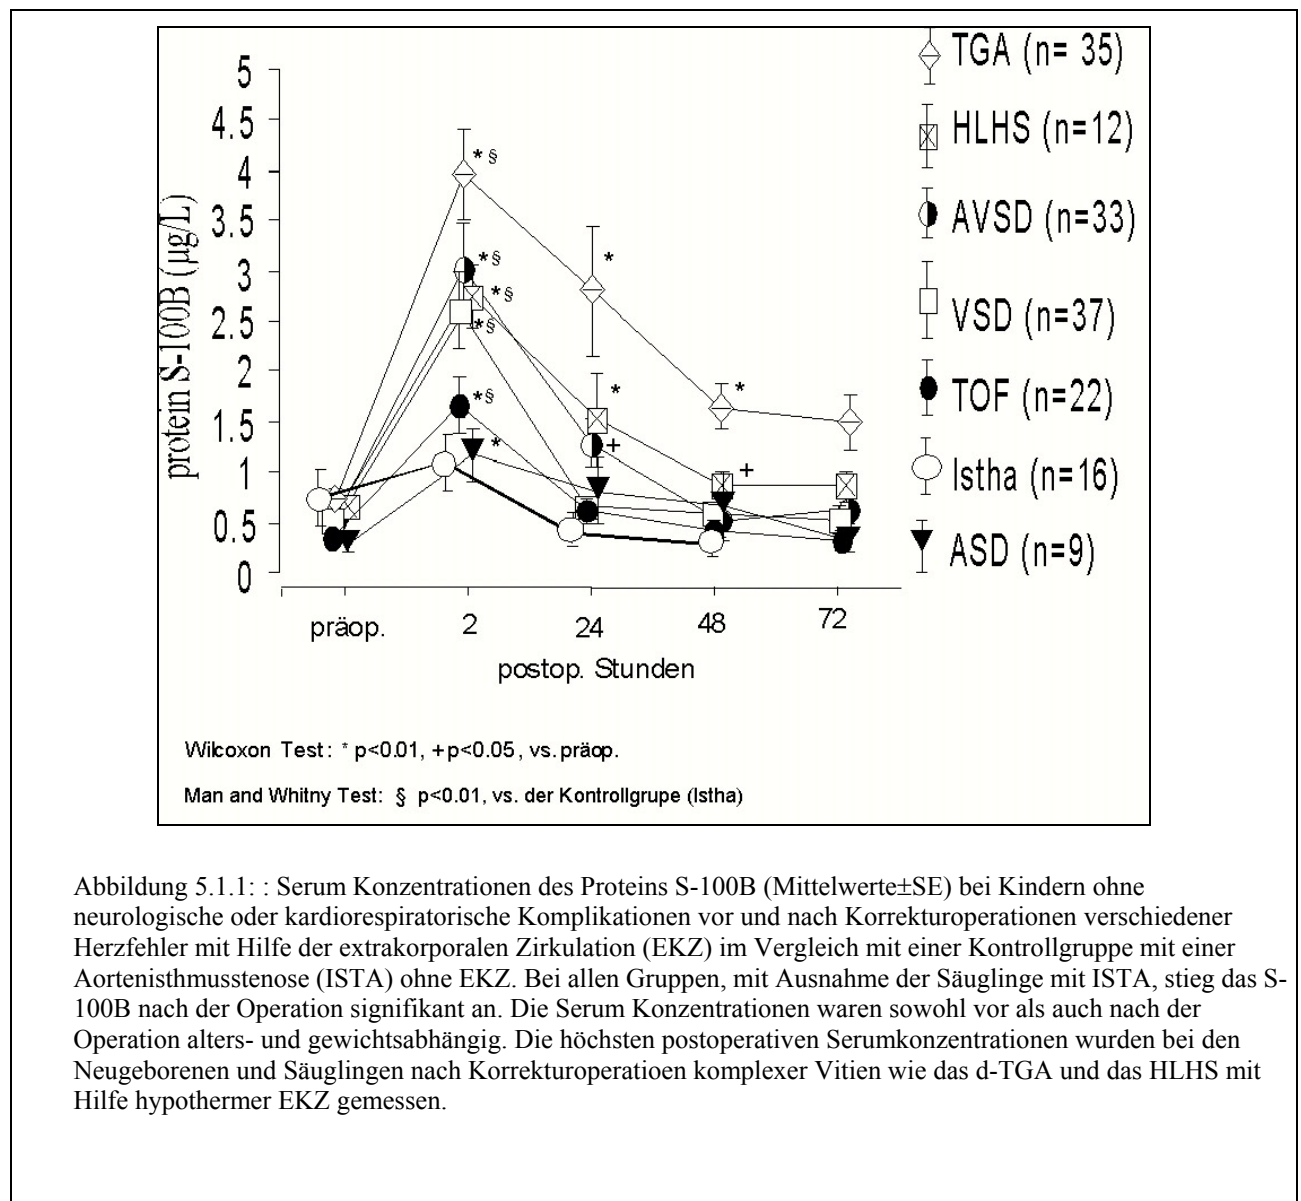 TGA (n= 35)
HLHS (n=12)
AVSD (n=33)
VSD (n=37)
TOF (n=22)
Istha (n=16)
ASD (n=9)
protein S-100B (µg/L)
5
4.5
4
3.5
3
2.5
2
1.5
1
0.5
0
*§
*§
*§
*§
*§
*
*
*
+
*
+
präop.
2
24
48
72
postop. Stunden
Wilcoxon Test: * p<0.01, +p<0.05, vs. präop.
Man and Whitny Test: § p<0.01, vs. der Kontrollgrupe (Istha)
Abbildung 5.1.1: : Serum Konzentrationen des Proteins S-100B (Mittelwerte±SE) bei Kindern ohne
neurologische oder kardiorespiratorische Komplikationen vor und nach Korrekturoperationen verschiedener
Herzfehler mit Hilfe der extrakorporalen Zirkulation (EKZ) im Vergleich mit einer Kontrollgruppe mit einer
Aortenisthmusstenose (ISTA) ohne EKZ. Bei allen Gruppen, mit Ausnahme der Säuglinge mit ISTA, stieg das S-
100B nach der Operation signifikant an. Die Serum Konzentrationen waren sowohl vor als auch nach der
Operation alters- und gewichtsabhängig. Die höchsten postoperativen Serumkonzentrationen wurden bei den
Neugeborenen und Säuglingen nach Korrekturoperatioen komplexer Vitien wie das d-TGA und das HLHS mit
Hilfe hypothermer EKZ gemessen.